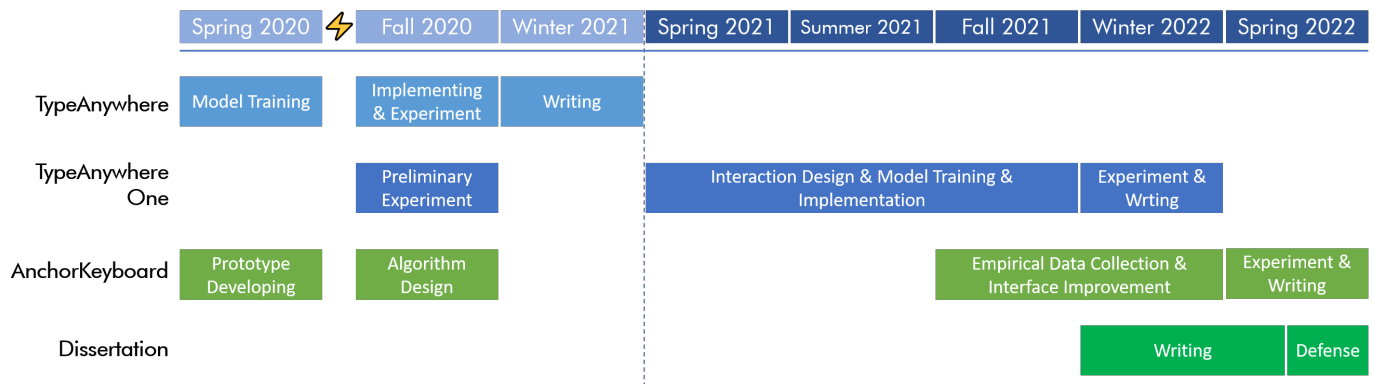 Spring 2020 Fall 2020 Winter 2021 Spring 2021 Summer 2021 Fall 2021 Winter 2022 Spring 2022
TypeAnywhere
Model Training
Implementing
& Experiment
Writing
TypeAnywhere
One
Preliminary
Experiment
Interaction Design & Model Training &
Implementation
Experiment &
Wrting
AnchorKeyboard
Prototype
Developing
Algorithm
Design
Empirical Data Collection &
Interface Improvement
Experiment &
Writing
Dissertation
Writing
Defense